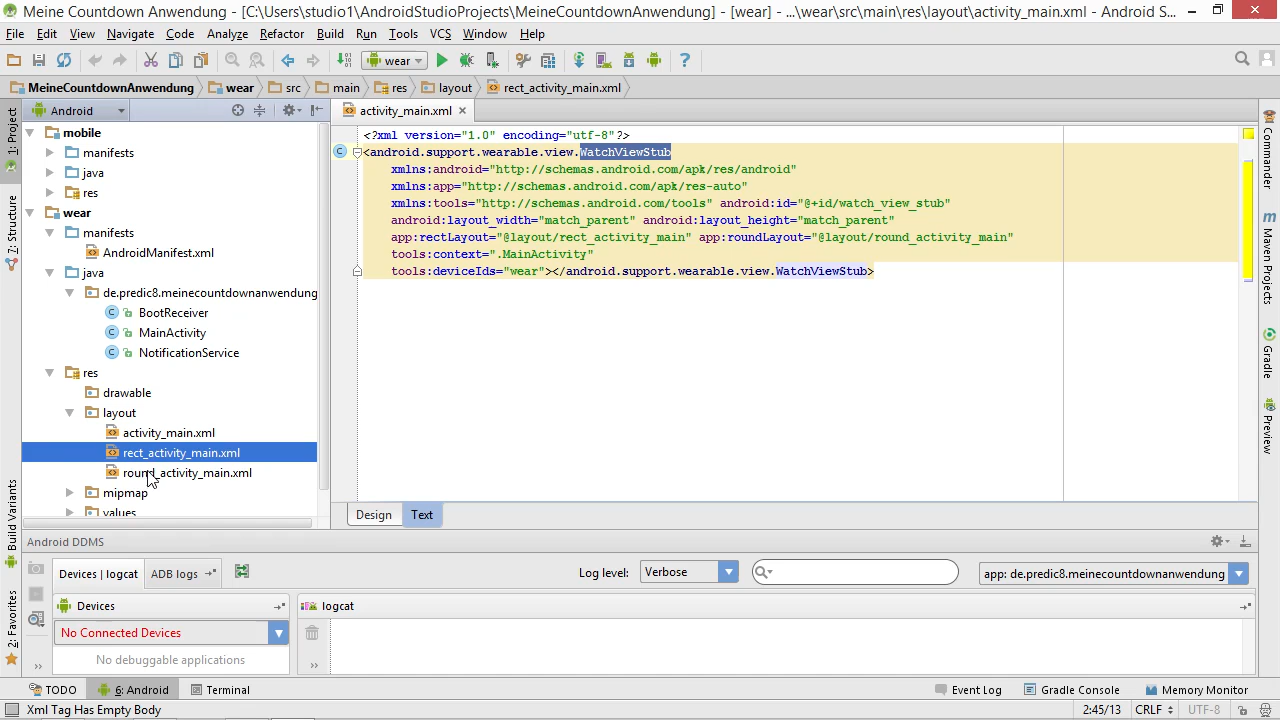 Meine Countdown Anwendung - [C:\Users\studio1\AndroidStudioProjects\MeineCountdownAnwendung] - [wear] - ...\wear\src\main\res\layout\activity_main.xml - Android S...
File Edit View Navigate Code Analyze Refactor Build Run Tools VCS Window Help
wear
MeineCountdownAnwendung wear src main res layout rect_activity_main.xml
Android
activity_main.xml
1: Project
Z: Structure
Build Variants
2: Favorites
mobile
manifests
java
res
wear
manifests
AndroidManifest.xml
java
de.predic8.meinecountdownanwendung
BootReceiver
MainActivity
NotificationService
res
drawable
layout
activity_main.xml
rect_activity_main.xml
round_activity_main.xml
mipmap
values
<?xml version="1.0" encoding="utf-8"?>
<android.support.wearable.view.WatchViewStub
xmlns:android="http://schemas.android.com/apk/res/android"
xmlns:app="http://schemas.android.com/apk/res-auto"
xmlns:tools="http://schemas.android.com/tools" android:id="@+id/watch_view_stub"
android:layout_width="match_parent" android:layout_height="match_parent"
app:rectLayout="@layout/rect_activity_main" app:roundLayout="@layout/round_activity_main"
tools:context=".MainActivity"
tools:deviceIds="wear"></android.support.wearable.view.WatchViewStub>
Commander
Maven Projects
Gradle
Preview
Design Text
Android DDMS
Devices | logcat ADB logs
Log level: Verbose
app: de.predic8.meinecountdownanwendung
Devices
logcat
No Connected Devices
No debuggable applications
TODO 6: Android Terminal Event Log Gradle Console Memory Monitor
Xml Tag Has Empty Body 2:45/13 CRLF UTF-8